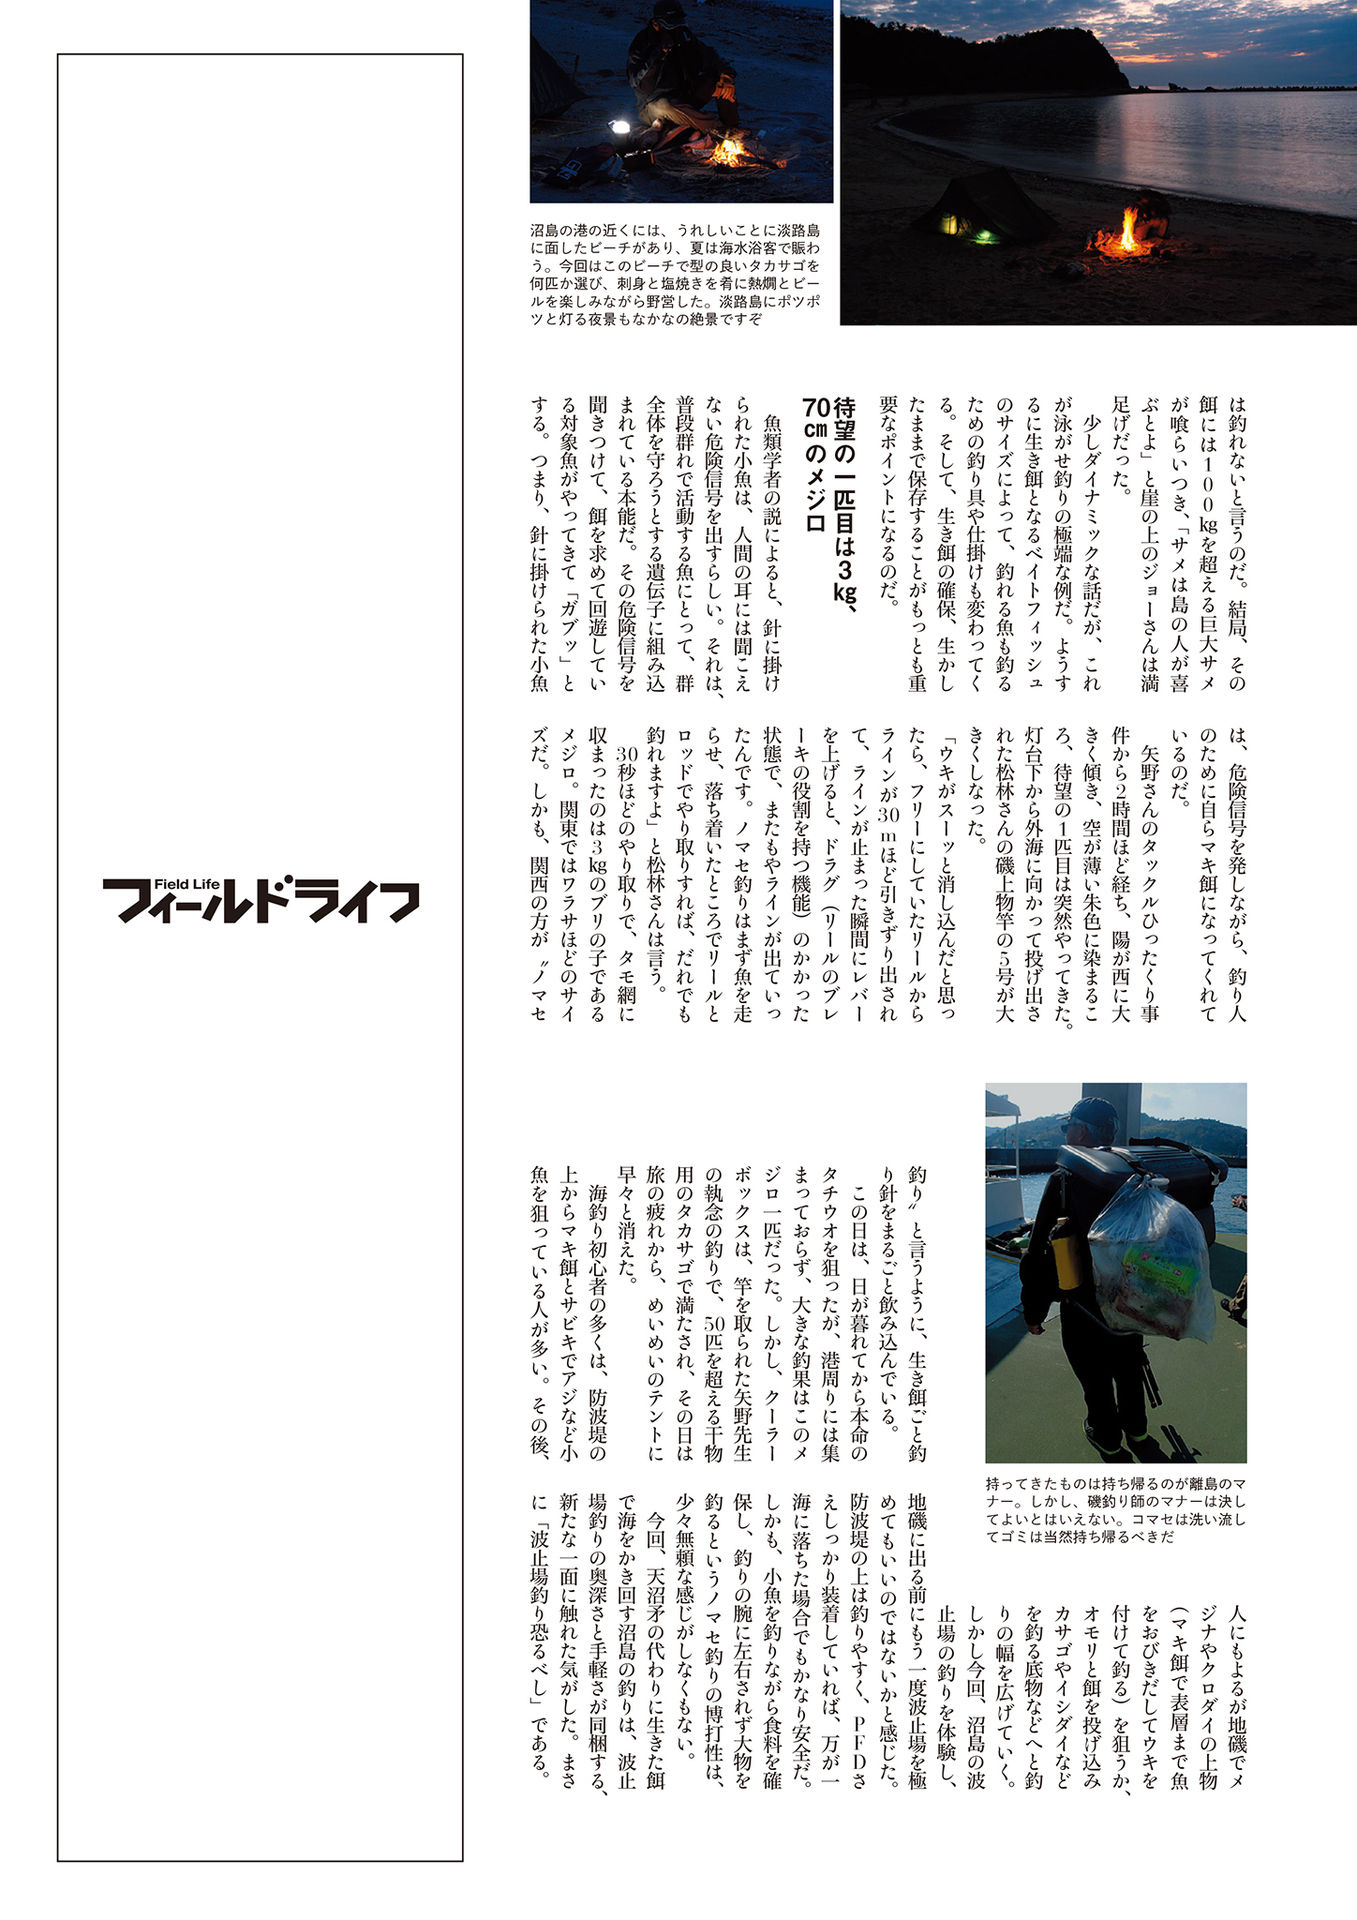 沼島の港の近くには、うれしいことに淡路島
に面したビーチがあり、夏は海水浴客で賑わ
う。今回はこのビーチで型の良いタカサゴを
何匹か選び、刺身と塩焼きを肴に熱燗とビー
ルを楽しみながら野営した。淡路島にポツポ
ツと灯る夜景もなかなの絶景ですぞ
は釣れないと言うのだ。結局、その
餌には100㎏を超える巨大サメ
が喰らいつき、「サメは島の人が喜
ぶとよ」と崖の上のジョーさんは満
足げだった。
少しダイナミックな話だが、これ
が泳がせ釣りの極端な例だ。ようす
るに生き餌となるベイトフィッシュ
のサイズによって、釣れる魚も釣る
ための釣り具や仕掛けも変わってく
る。そして、生き餌の確保、生かし
たままで保存することがもっとも重
要なポイントになるのだ。
待望の一匹目は3㎏、
70㎝のメジロ
魚類学者の説によると、針に掛け
られた小魚は、人間の耳には聞こえ
ない危険信号を出すらしい。それは、
普段群れで活動する魚にとって、群
全体を守ろうとする遺伝子に組み込
まれている本能だ。その危険信号を
聞きつけて、餌を求めて回遊してい
る対象魚がやってきて「ガブッ」と
する。つまり、針に掛けられた小魚
は、危険信号を発しながら、釣り人
のために自らマキ餌になってくれて
いるのだ。
矢野さんのタックルひったくり事
件から2時間ほど経ち、陽が西に大
きく傾き、空が薄い朱色に染まるこ
ろ、待望の1匹目は突然やってきた。
灯台下から外海に向かって投げ出さ
れた松林さんの磯上物竿の5号が大
きくしなった。
「ウキがスーッと消し込んだと思っ
たら、フリーにしていたリールから
ラインが30mほど引きずり出され
て、ラインが止まった瞬間にレバー
を上げると、ドラグ（リールのブレ
ーキの役割を持つ機能）のかかった
状態で、またもやラインが出ていっ
たんです。ノマセ釣りはまず魚を走
らせ、落ち着いたところでリールと
ロッドでやり取りすれば、だれでも
釣れますよ」と松林さんは言う。
30秒ほどのやり取りで、タモ網に
収まったのは3㎏のブリの子である
メジロ。関東ではワラサほどのサイ
ズだ。しかも、関西の方が〝ノマセ
釣り〟と言うように、生き餌ごと釣
り針をまるごと飲み込んでいる。
この日は、日が暮れてから本命の
タチウオを狙ったが、港周りには集
まっておらず、大きな釣果はこのメ
ジロ一匹だった。しかし、クーラー
ボックスは、竿を取られた矢野先生
の執念の釣りで、50匹を超える干物
用のタカサゴで満たされ、その日は
旅の疲れから、めいめいのテントに
早々と消えた。
海釣り初心者の多くは、防波堤の
上からマキ餌とサビキでアジなど小
魚を狙っている人が多い。その後、
持ってきたものは持ち帰るのが離島のマ
ナー。しかし、磯釣り師のマナーは決し
てよいとはいえない。コマセは洗い流し
てゴミは当然持ち帰るべきだ
人にもよるが地磯でメ
ジナやクロダイの上物
（マキ餌で表層まで魚
をおびきだしてウキを
付けて釣る）を狙うか、
オモリと餌を投げ込み
カサゴやイシダイなど
を釣る底物などへと釣
りの幅を広げていく。
しかし今回、沼島の波
止場の釣りを体験し、
地磯に出る前にもう一度波止場を極
めてもいいのではないかと感じた。
防波堤の上は釣りやすく、PFDさ
えしっかり装着していれば、万が一
海に落ちた場合でもかなり安全だ。
しかも、小魚を釣りながら食料を確
保し、釣りの腕に左右されず大物を
釣るというノマセ釣りの博打性は、
少々無頼な感じがしなくもない。
今回、天沼矛の代わりに生きた餌
で海をかき回す沼島の釣りは、波止
場釣りの奥深さと手軽さが同梱する、
新たな一面に触れた気がした。まさ
に「波止場釣り恐るべし」である。
Field Life
フィールドライフ